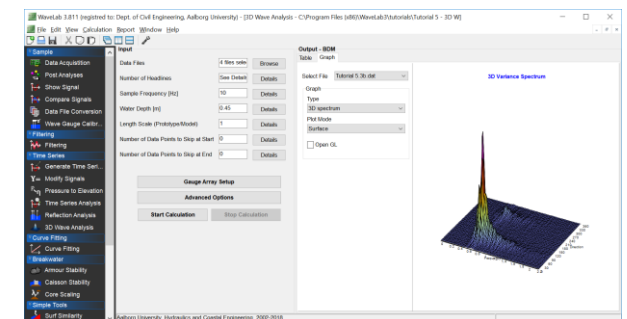 WaveLab 3.811 (registred to: Dept. of Civil Engineering, Aalborg University) - [3D Wave Analysis - C:\Program Files (x86)\WaveLab3\tutorials\Tutorial 5 - 3D W]
File Edit View Calculation Report Window Help
Sample
Data Acquistition
Post Analyses
Show Signal
Compare Signals
Data File Conversion
Wave Gauge Calibr...
Filtering
Filtering
Time Series
Generate Time Seri...
Modify Signals
Pressure to Elevation
Time Series Analysis
Reflection Analysis
3D Wave Analysis
Curve Fitting
Curve Fitting
Breakwater
Armour Stability
Caisson Stability
Core Scaling
Simple Tools
Surf Similarity
Input
Data Files 4 files sele Browse
Number of Headlines See Detail Details
Sample Frequency [Hz] 10 Details
Water Depth [m] 0.45 Details
Length Scale (Prototype/Model) 1 Details
Number of Data Points to Skip at Start 0 Details
Number of Data Points to Skip at End 0 Details
Gauge Array Setup
Advanced Options
Start Calculation Stop Calculation
Output - BDM
Table Graph
Select File Tutorial 5.3b.dat
Graph
Type
3D spectrum
Plot Mode
Surface
Open GL
3D Variance Spectrum
Aalborg University, Hydraulics and Coastal Engineering, 2002-2018